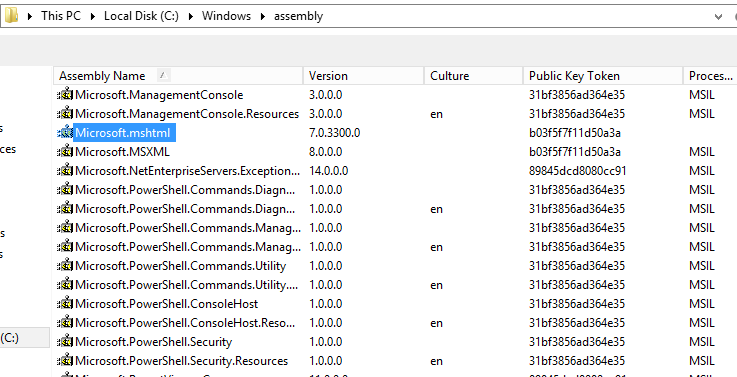 This PC Local Disk (C:) Windows assembly
Assembly Name Version Culture Public Key Token Proces...
Microsoft.ManagementConsole 3.0.0.0 31bf3856ad364e35 MSIL
Microsoft.ManagementConsole.Resources 3.0.0.0 en 31bf3856ad364e35 MSIL
Microsoft.mshtml 7.0.3300.0 b03f5f7f11d50a3a
Microsoft.MSXML 8.0.0.0 b03f5f7f11d50a3a MSIL
ces Microsoft.NetEnterpriseServers.Exception... 14.0.0.0 89845dcd8080cc91 MSIL
Microsoft.PowerShell.Commands.Diagn... 1.0.0.0 31bf3856ad364e35 MSIL
Microsoft.PowerShell.Commands.Diagn... 1.0.0.0 en 31bf3856ad364e35 MSIL
Microsoft.PowerShell.Commands.Manag... 1.0.0.0 31bf3856ad364e35 MSIL
Microsoft.PowerShell.Commands.Manag... 1.0.0.0 en 31bf3856ad364e35 MSIL
Microsoft.PowerShell.Commands.Utility 1.0.0.0 31bf3856ad364e35 MSIL
Microsoft.PowerShell.Commands.Utility.... 1.0.0.0 en 31bf3856ad364e35 MSIL
Microsoft.PowerShell.ConsoleHost 1.0.0.0 31bf3856ad364e35 MSIL
Microsoft.PowerShell.ConsoleHost.Reso... 1.0.0.0 en 31bf3856ad364e35 MSIL
(C:) Microsoft.PowerShell.Security 1.0.0.0 31bf3856ad364e35 MSIL
Microsoft.PowerShell.Security.Resources 1.0.0.0 en 31bf3856ad364e35 MSIL